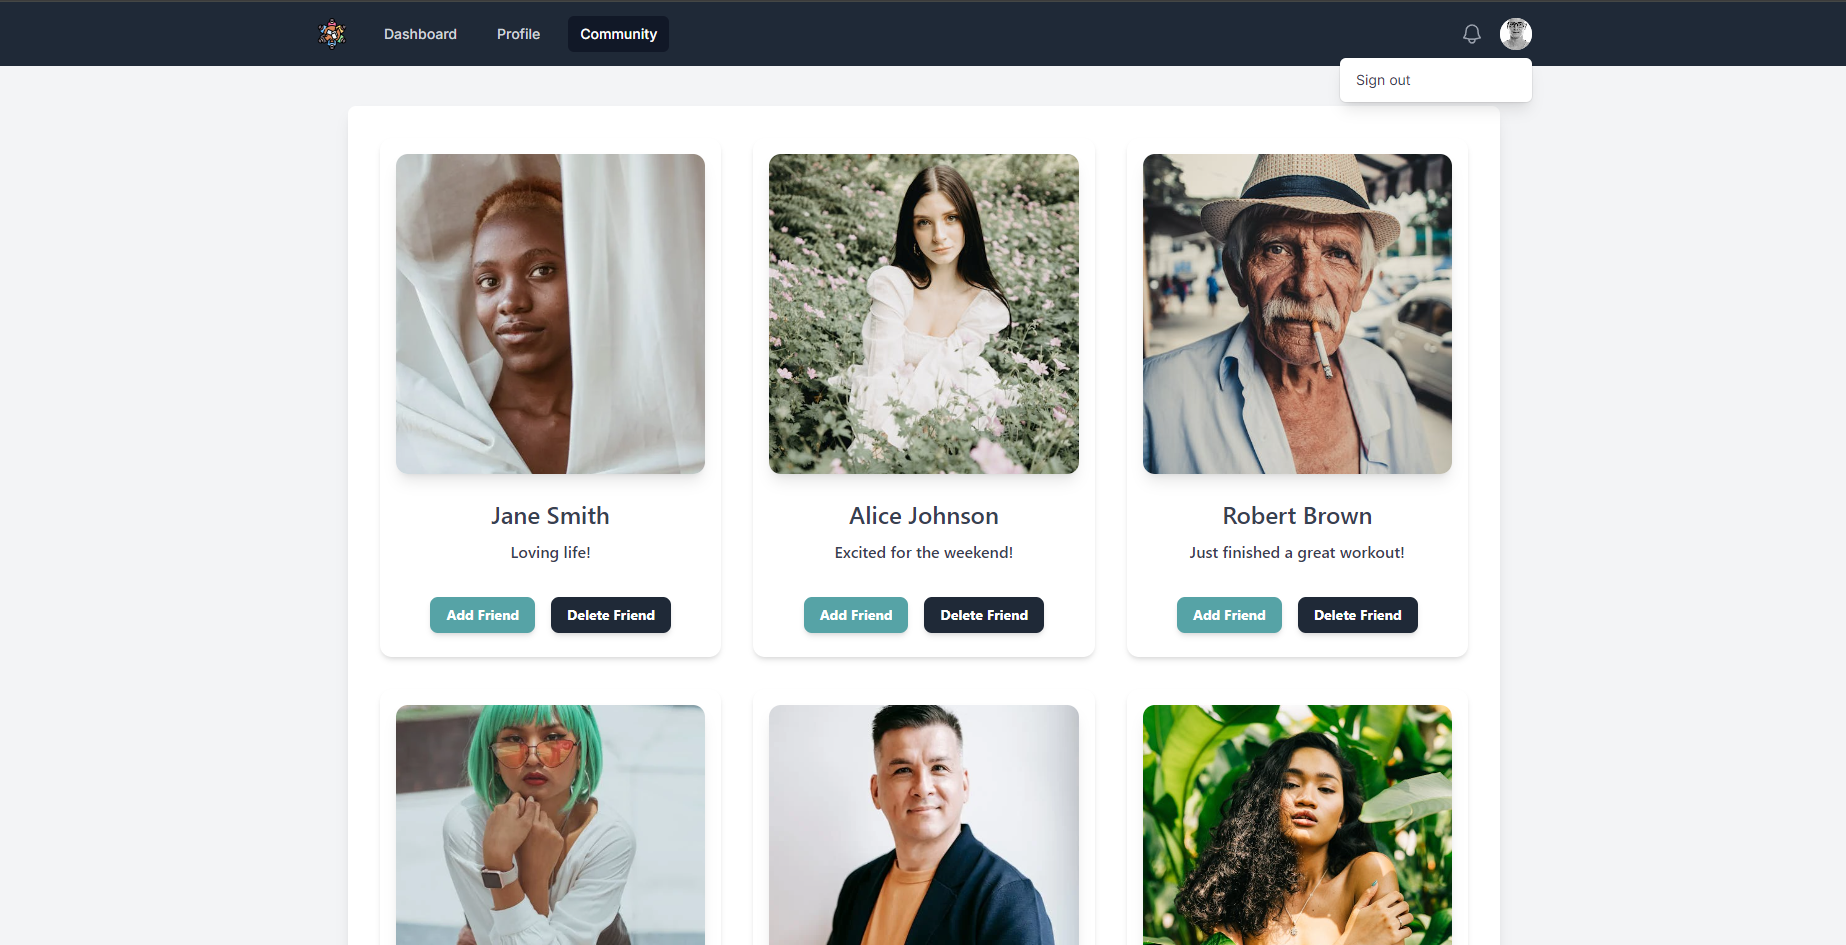 Dashboard Profile Community
Sign out
Jane Smith
Loving life!
Add Friend Delete Friend
Alice Johnson
Excited for the weekend!
Add Friend Delete Friend
Robert Brown
Just finished a great workout!
Add Friend Delete Friend